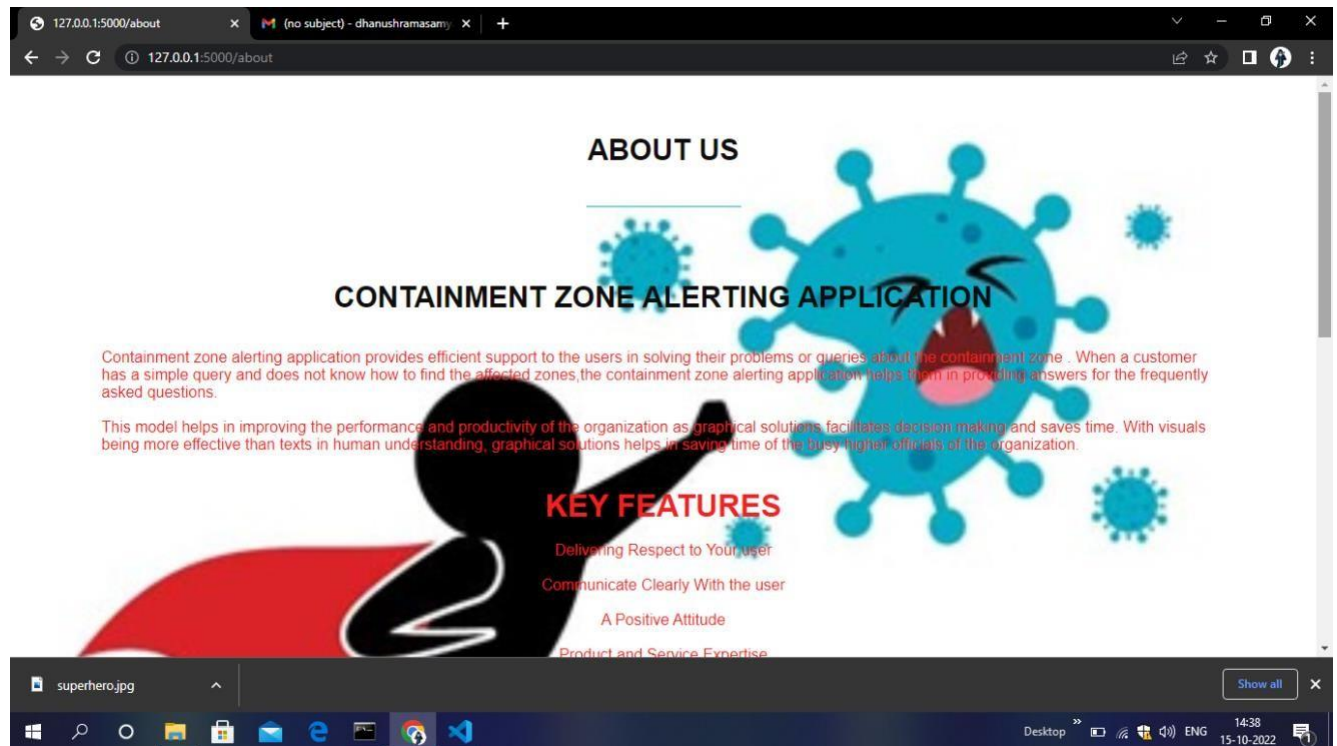 127.0.0.1:5000/about
(no subject) - dhanushramasamy
127.0.0.1:5000/about
ABOUT US
CONTAINMENT ZONE ALERTING APPLICATION
Containment zone alerting application provides efficient support to the users in solving their problems or queries about the containment zone . When a customer
has a simple query and does not know how to find the affected zones,the containment zone alerting application helps them in providing answers for the frequently
asked questions.
This model helps in improving the performance and productivity of the organization as graphical solutions facilitates decision making and saves time. With visuals
being more effective than texts in human understanding, graphical solutions helps in saving time of the busy higher officials of the organization.
KEY FEATURES
Delivering Respect to Your user
Communicate Clearly With the user
A Positive Attitude
Product and Service Expertise
superhero.jpg
Show all
Desktop
ENG
14:38
15-10-2022